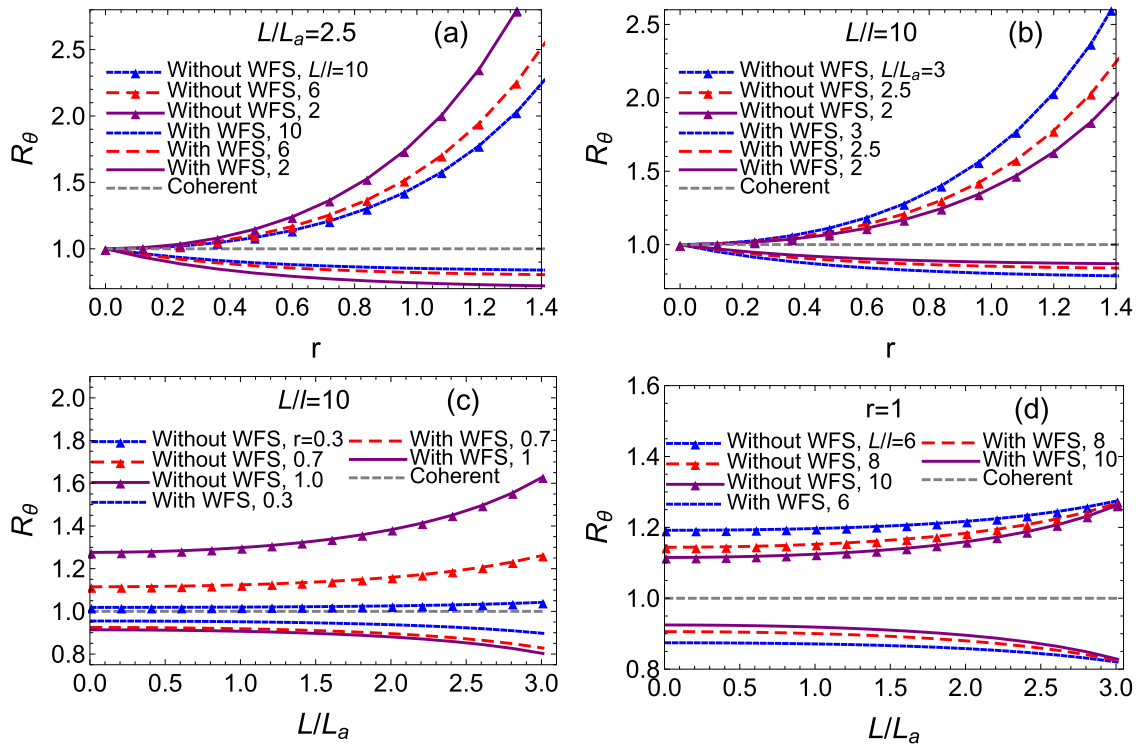 L/Lₐ=2.5 (a)
Without WFS, L/l=10
Without WFS, 6
Without WFS, 2
With WFS, 10
With WFS, 6
With WFS, 2
Coherent
2.5
2.0
1.5
1.0
R_θ
0.0 0.2 0.4 0.6 0.8 1.0 1.2 1.4
r
L/l=10 (b)
Without WFS, L/Lₐ=3
Without WFS, 2.5
Without WFS, 2
With WFS, 3
With WFS, 2.5
With WFS, 2
Coherent
2.5
2.0
1.5
1.0
R_θ
0.0 0.2 0.4 0.6 0.8 1.0 1.2 1.4
r
L/l=10 (c)
Without WFS, r=0.3
Without WFS, 0.7
Without WFS, 1.0
With WFS, 0.3
With WFS, 0.7
With WFS, 1
Coherent
2.0
1.8
1.6
1.4
1.2
1.0
0.8
R_θ
0.0 0.5 1.0 1.5 2.0 2.5 3.0
L/Lₐ
r=1 (d)
Without WFS, L/l=6
Without WFS, 8
Without WFS, 10
With WFS, 6
With WFS, 8
With WFS, 10
Coherent
1.6
1.4
1.2
1.0
0.8
R_θ
0.0 0.5 1.0 1.5 2.0 2.5 3.0
L/Lₐ